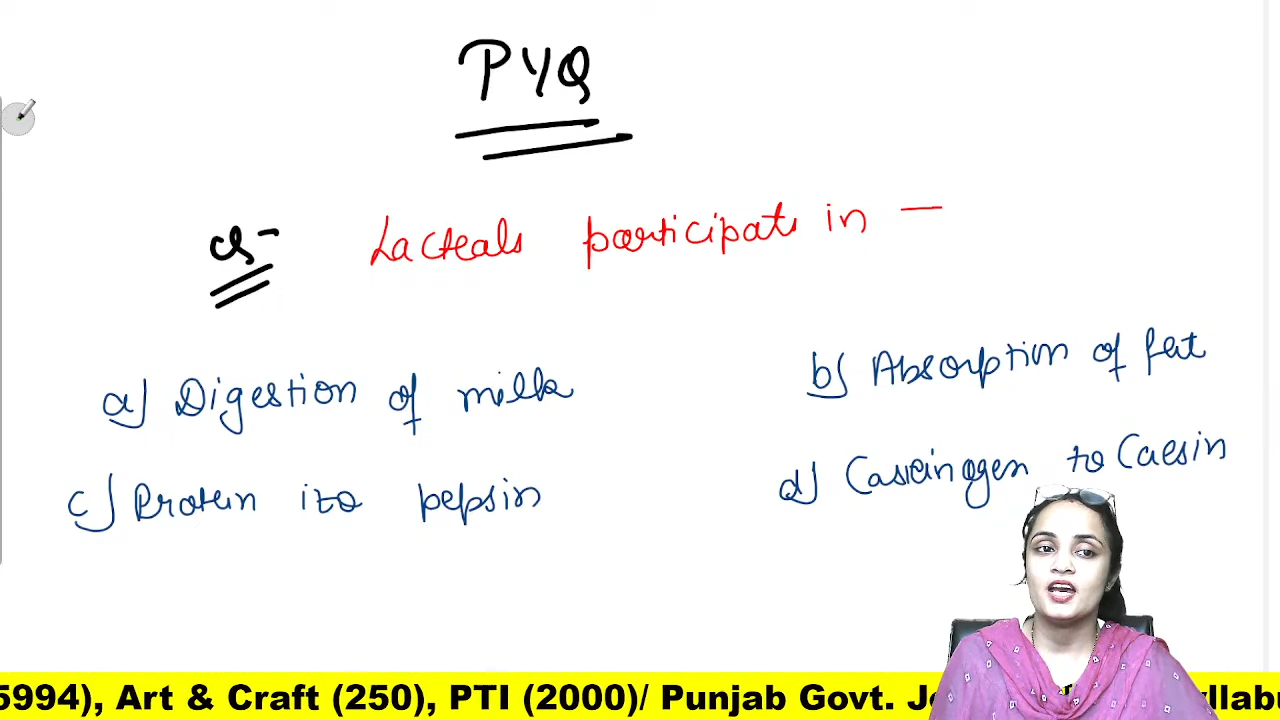 PYQ
Q-
Lacteals participate in —
a) Digestion of milk
b) Absorption of fat
c) Protein into pepsin
d) Caseinogen to Caesin
5994), Art & Craft (250), PTI (2000)/ Punjab Govt.